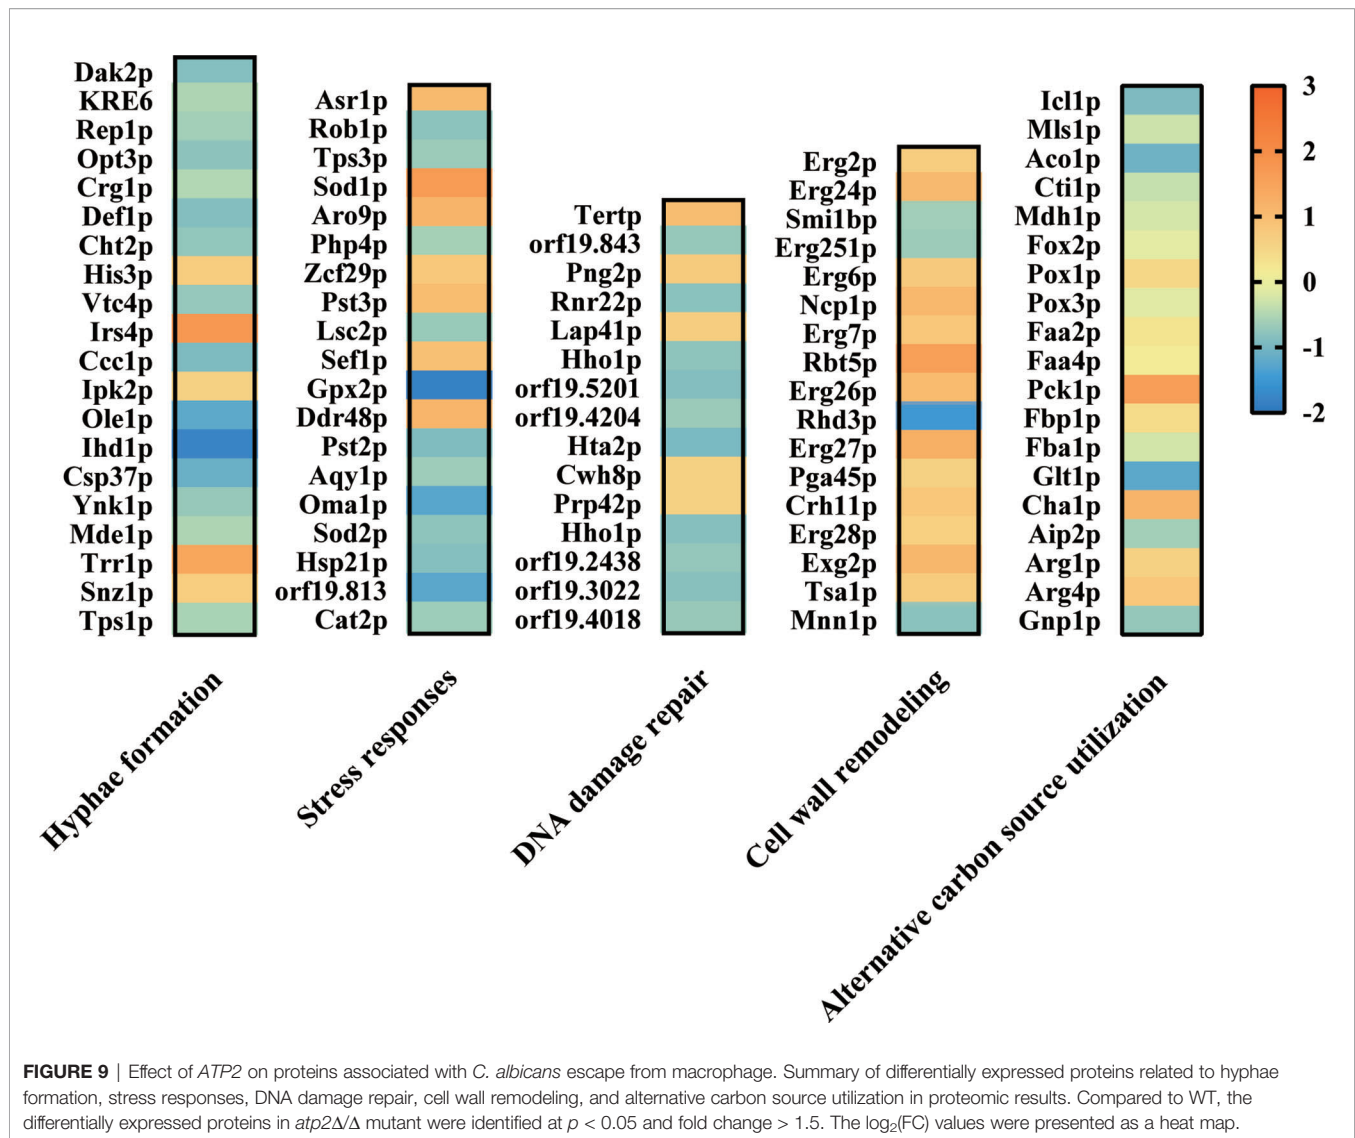 Dak2p
KRE6
Rep1p
Opt3p
Crg1p
Def1p
Cht2p
His3p
Vtc4p
Irs4p
Ccc1p
Ipk2p
Ole1p
Ihd1p
Csp37p
Ynk1p
Mde1p
Trr1p
Snz1p
Tps1p
Hyphae formation
Asr1p
Rob1p
Tps3p
Sod1p
Aro9p
Php4p
Zcf29p
Pst3p
Lsc2p
Sef1p
Gpx2p
Ddr48p
Pst2p
Aqy1p
Oma1p
Sod2p
Hsp21p
orf19.813
Cat2p
Stress responses
Tertp
orf19.843
Png2p
Rnr22p
Lap41p
Hho1p
orf19.5201
orf19.4204
Hta2p
Cwh8p
Prp42p
Hho1p
orf19.2438
orf19.3022
orf19.4018
DNA damage repair
Erg2p
Erg24p
Smi1bp
Erg251p
Erg6p
Ncp1p
Erg7p
Rbt5p
Erg26p
Rhd3p
Erg27p
Pga45p
Crh11p
Erg28p
Exg2p
Tsa1p
Mnn1p
Cell wall remodeling
Icl1p
Mls1p
Aco1p
Cti1p
Mdh1p
Fox2p
Pox1p
Pox3p
Faa2p
Faa4p
Pck1p
Fbp1p
Fba1p
Glt1p
Cha1p
Aip2p
Arg1p
Arg4p
Gnp1p
Alternative carbon source utilization
3
2
1
0
-1
-2
FIGURE 9 | Effect of ATP2 on proteins associated with C. albicans escape from macrophage. Summary of differentially expressed proteins related to hyphae
formation, stress responses, DNA damage repair, cell wall remodeling, and alternative carbon source utilization in proteomic results. Compared to WT, the
differentially expressed proteins in atp2Δ/Δ mutant were identified at p < 0.05 and fold change > 1.5. The log₂(FC) values were presented as a heat map.